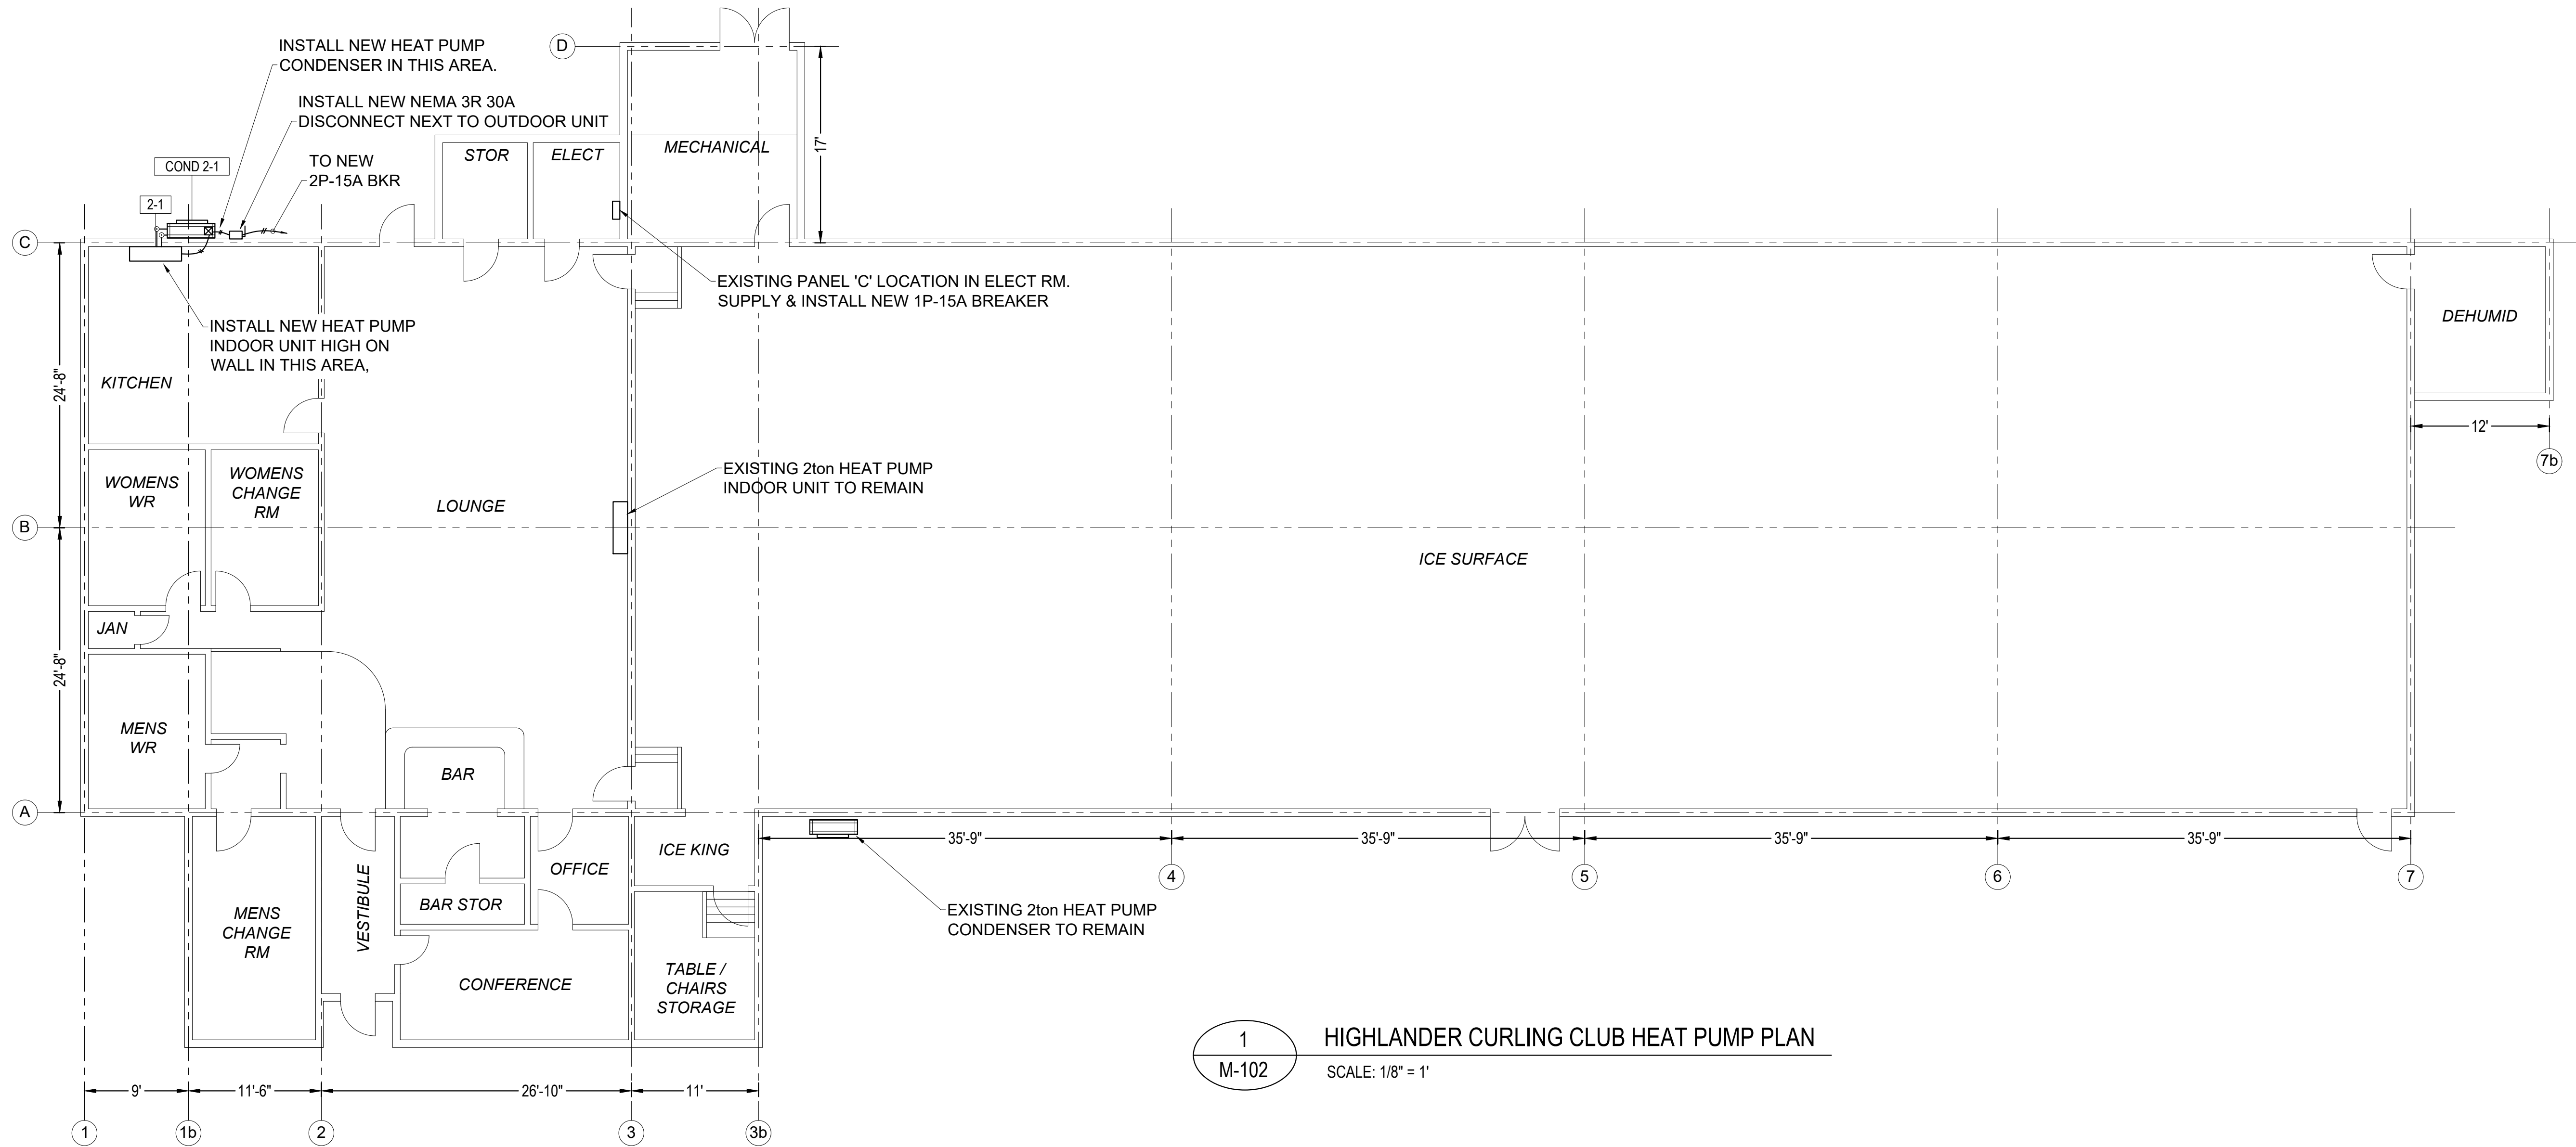 INSTALL NEW HEAT PUMP
CONDENSER IN THIS AREA.
INSTALL NEW NEMA 3R 30A
DISCONNECT NEXT TO OUTDOOR UNIT
TO NEW
2P-15A BKR
COND 2-1
2-1
D
STOR
ELECT
MECHANICAL
17'
C
EXISTING PANEL 'C' LOCATION IN ELECT RM.
SUPPLY & INSTALL NEW 1P-15A BREAKER
INSTALL NEW HEAT PUMP
INDOOR UNIT HIGH ON
WALL IN THIS AREA,
KITCHEN
24'-8"
DEHUMID
12'
7b
WOMENS
WR
WOMENS
CHANGE
RM
LOUNGE
EXISTING 2ton HEAT PUMP
INDOOR UNIT TO REMAIN
B
ICE SURFACE
JAN
24'-8"
MENS
WR
BAR
A
35'-9"
35'-9"
35'-9"
35'-9"
4
5
6
7
ICE KING
OFFICE
VESTIBULE
BAR STOR
MENS
CHANGE
RM
EXISTING 2ton HEAT PUMP
CONDENSER TO REMAIN
CONFERENCE
TABLE /
CHAIRS
STORAGE
1
M-102
HIGHLANDER CURLING CLUB HEAT PUMP PLAN
SCALE: 1/8" = 1'
9'
11'-6"
26'-10"
11'
1
1b
2
3
3b